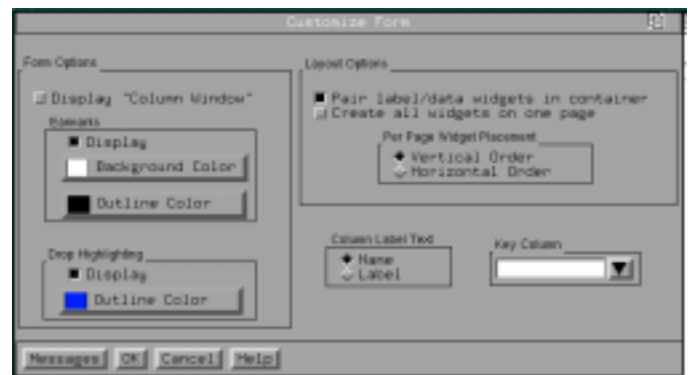 Customize Form
Form Options
Display "Column Window"
Elements
Display
Background Color
Outline Color
Drop Highlighting
Display
Outline Color
Layout Options
Pair label/data widgets in container
Create all widgets on one page
Per Page Widget Placement
Vertical Order
Horizontal Order
Column Label Text
Name
Label
Key Column
Messages OK Cancel Help